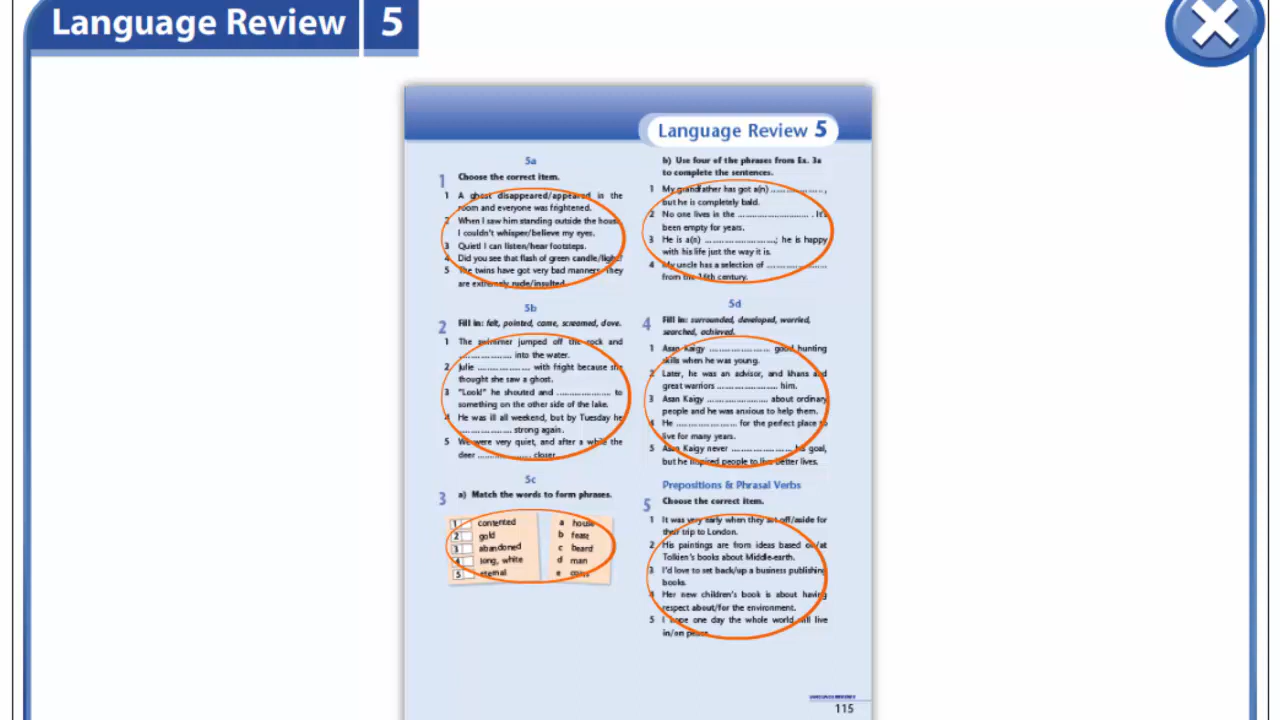 Language Review 5
Language Review 5
5a
1 Choose the correct item.
1 A ghost disappeared/appeared in the
room and everyone was frightened.
2 When I saw him standing outside the house
I couldn't whisper/believe my eyes.
3 Quiet! I can listen/hear footsteps.
4 Did you see that flash of green candle/light?
5 The twins have got very bad manners. They
are extremely rude/insulted.
5b
2 Fill in: felt, pointed, came, screamed, dove.
1 The swimmer jumped off the rock and
.................. into the water.
2 Julie .................. with fright because she
thought she saw a ghost.
3 "Look!" he shouted and .................. to
something on the other side of the lake.
4 He was ill all weekend, but by Tuesday he
.................. strong again.
5 We were very quiet, and after a while the
deer .................. closer.
5c
3 a) Match the words to form phrases.
1 contented
2 gold
3 abandoned
4 long, white
5 eternal
a house
b feast
c beard
d man
e coins
b) Use four of the phrases from Ex. 3a
to complete the sentences.
1 My grandfather has got a(n) ..................,
but he is completely bald.
2 No one lives in the .................. . It's
been empty for years.
3 He is a(n) ..................; he is happy
with his life just the way it is.
4 My uncle has a selection of ..................
from the 16th century.
5d
4 Fill in: surrounded, developed, worried,
searched, achieved.
1 Asan Kaigy .................. good hunting
skills when he was young.
2 Later, he was an advisor, and khans and
great warriors .................. him.
3 Asan Kaigy .................. about ordinary
people and he was anxious to help them.
4 He .................. for the perfect place to
live for many years.
5 Asan Kaigy never .................. his goal,
but he inspired people to live better lives.
Prepositions & Phrasal Verbs
5 Choose the correct item.
1 It was very early when they set off/aside for
their trip to London.
2 His paintings are from ideas based on/at
Tolkien's books about Middle-earth.
3 I'd love to set back/up a business publishing
books.
4 Her new children's book is about having
respect about/for the environment.
5 I hope one day the whole world will live
in/on peace.
115